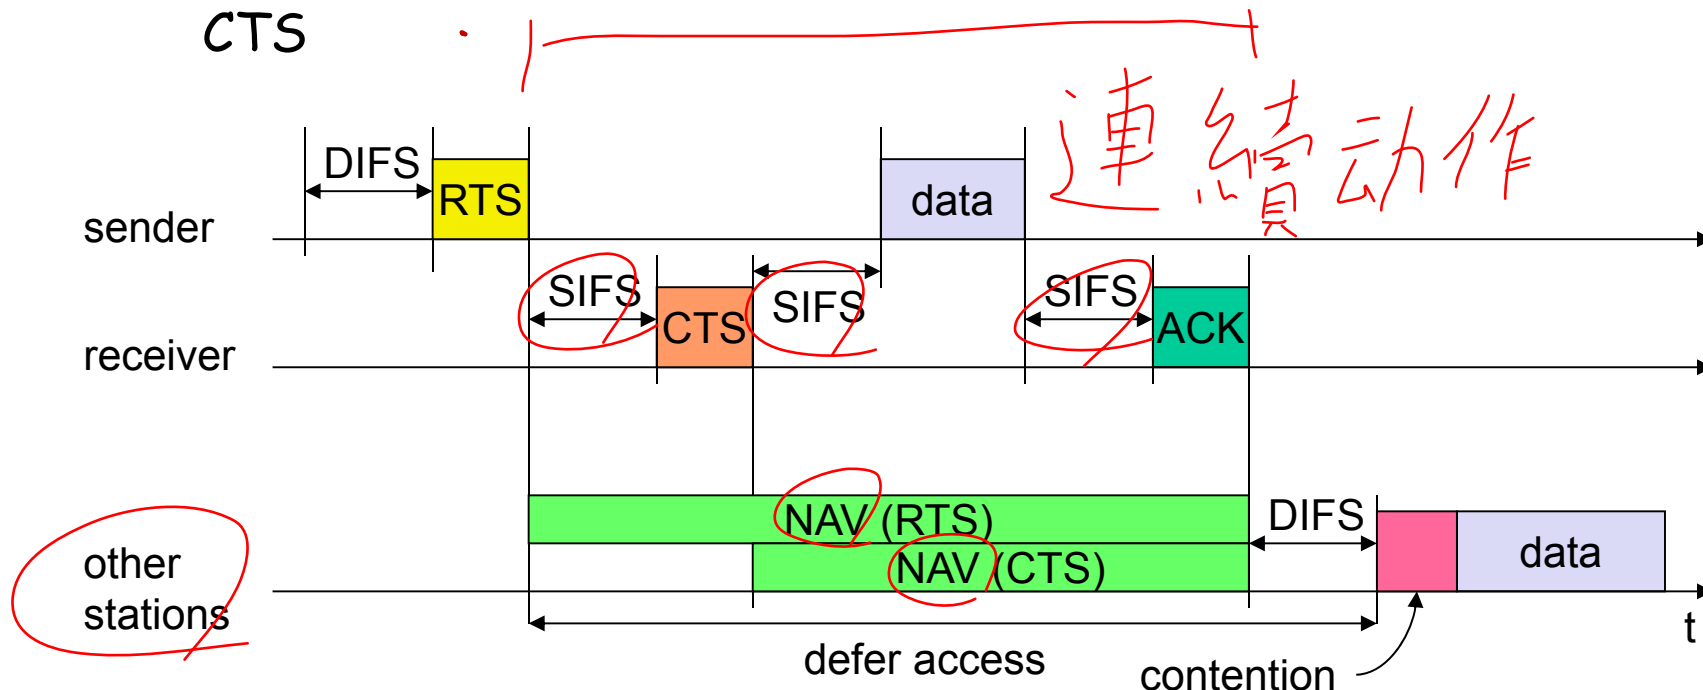 CTS
連續动作
DIFS
RTS
data
sender
SIFS
CTS
SIFS
SIFS
ACK
receiver
NAV (RTS)
DIFS
NAV (CTS)
data
other
stations
t
defer access
contention